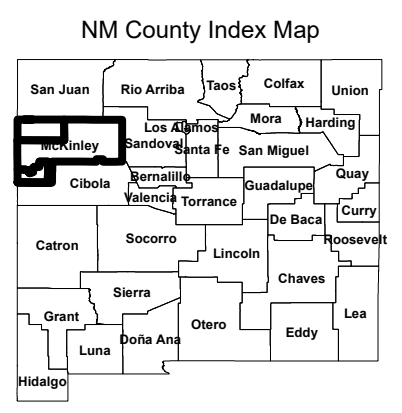 NM County Index Map
San Juan
Rio Arriba
Taos
Colfax
Union
Mora
Harding
Los Alamos
McKinley
Sandoval
Santa Fe
San Miguel
Quay
Cibola
Bernalillo
Guadalupe
Valencia
Torrance
Curry
De Baca
Roosevelt
Catron
Socorro
Lincoln
Chaves
Sierra
Grant
Lea
Otero
Eddy
Doña Ana
Luna
Hidalgo